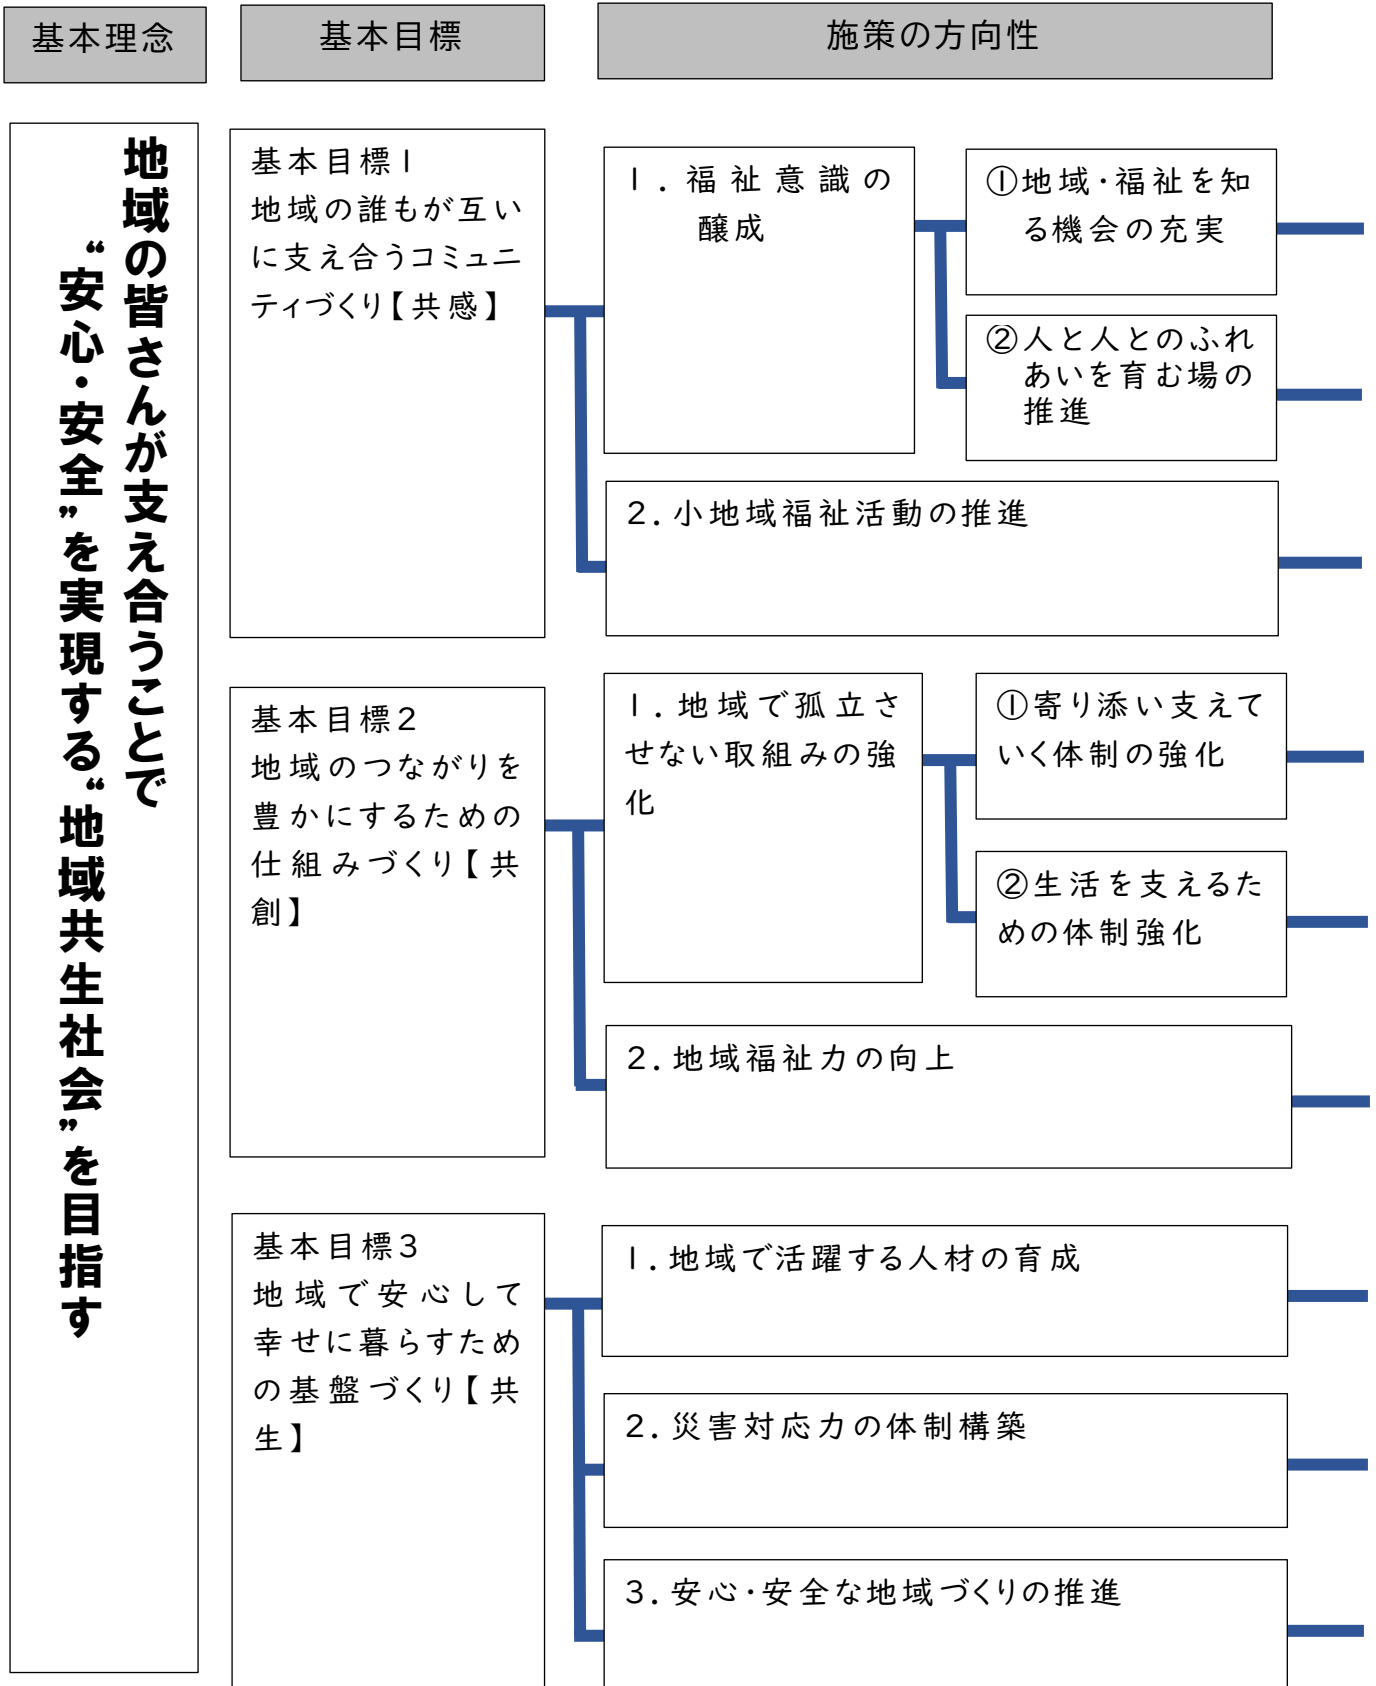 基本理念
基本目標
施策の方向性
地域の皆さんが支え合うことで
“安心・安全”を実現する“地域共生社会”を目指す
基本目標1
地域の誰もが互い
に支え合うコミュニ
ティづくり【共感】
1.福祉意識の
醸成
①地域・福祉を知
る機会の充実
②人と人とのふれ
あいを育む場の
推進
2.小地域福祉活動の推進
基本目標2
地域のつながりを
豊かにするための
仕組みづくり【共
創】
1.地域で孤立さ
せない取組みの強
化
①寄り添い支えて
いく体制の強化
②生活を支えるた
めの体制強化
2.地域福祉力の向上
基本目標3
地域で安心して
幸せに暮らすため
の基盤づくり【共
生】
1.地域で活躍する人材の育成
2.災害対応力の体制構築
3.安心・安全な地域づくりの推進